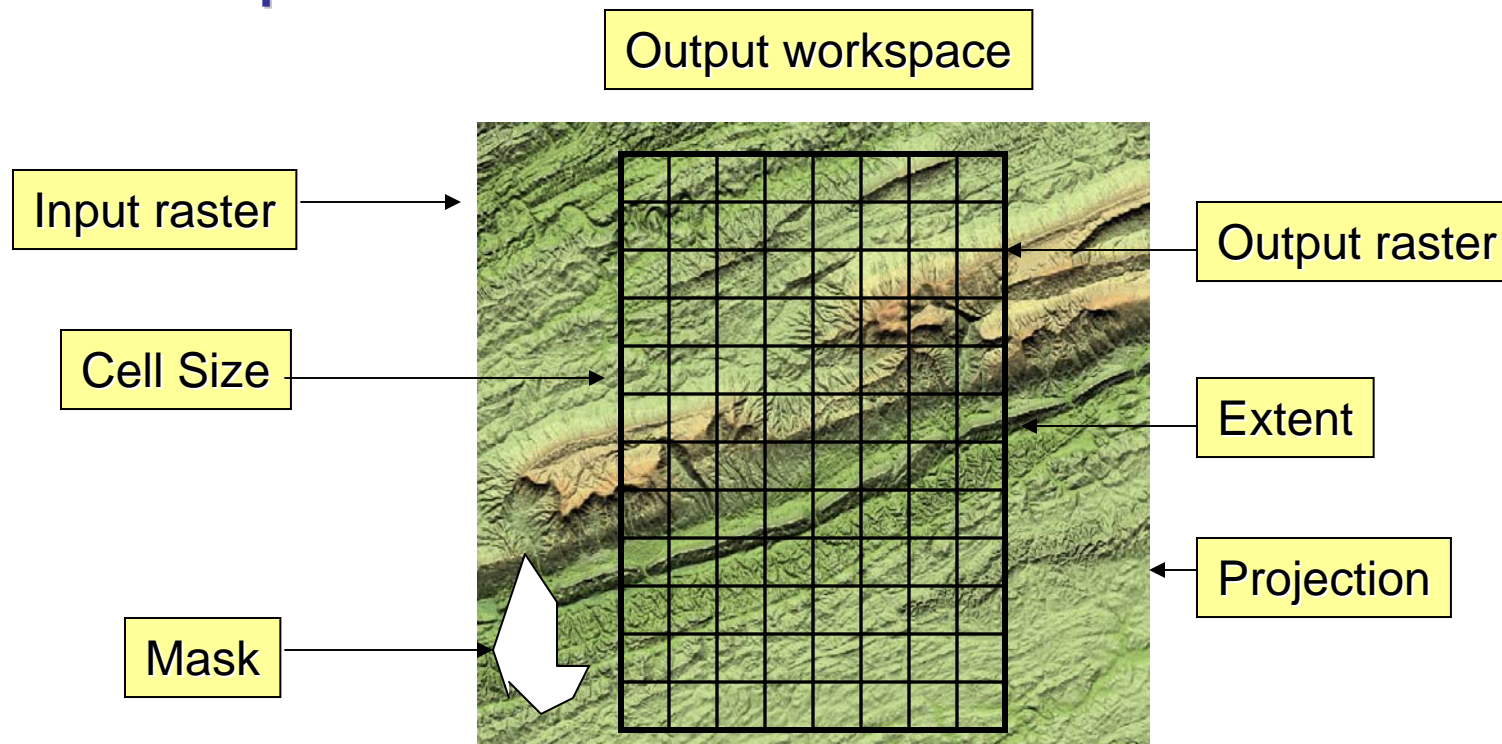 Output workspace
Input raster
Output raster
Cell Size
Extent
Projection
Mask